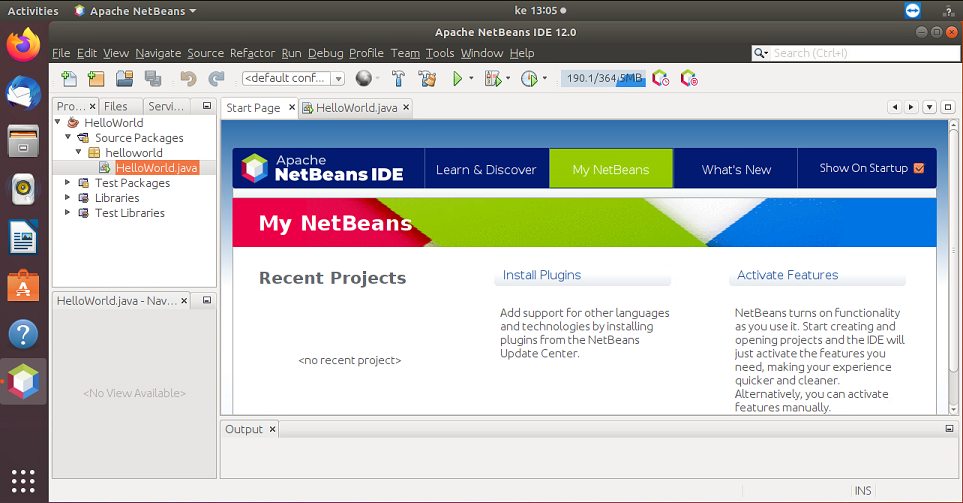 Activities
Apache NetBeans
ke 13:05
Apache NetBeans IDE 12.0
File Edit View Navigate Source Refactor Run Debug Profile Team Tools Window Help
Search (Ctrl+I)
<default conf...
190.1/364.5MB
Pro... Files Servi...
Start Page HelloWorld.java
HelloWorld
Source Packages
helloworld
HelloWorld.java
Test Packages
Libraries
Test Libraries
HelloWorld.java - Nav...
<No View Available>
Apache
NetBeans IDE
Learn & Discover
My NetBeans
What's New
Show On Startup
My NetBeans
Recent Projects
<no recent project>
Install Plugins
Add support for other languages
and technologies by installing
plugins from the NetBeans
Update Center.
Activate Features
NetBeans turns on functionality
as you use it. Start creating and
opening projects and the IDE will
just activate the features you
need, making your experience
quicker and cleaner.
Alternatively, you can activate
features manually.
Output
INS